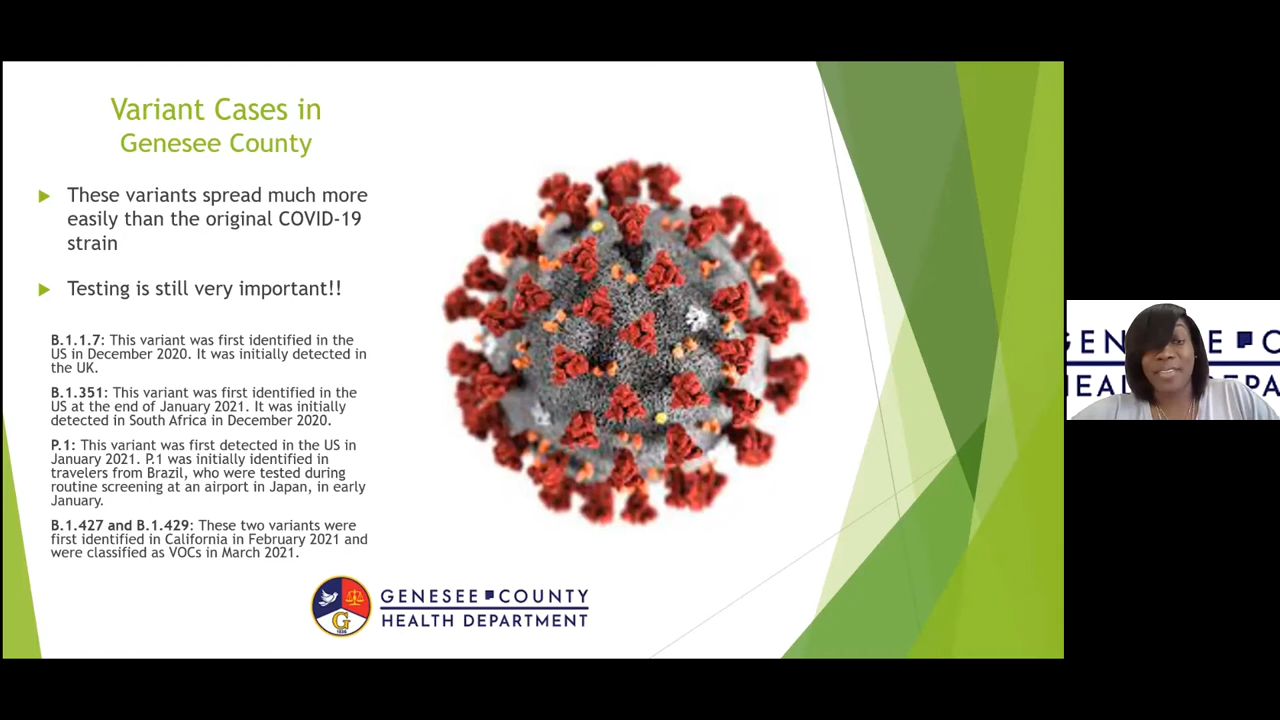 Variant Cases in
Genesee County
These variants spread much more
easily than the original COVID-19
strain
Testing is still very important!!
B.1.1.7: This variant was first identified in the
US in December 2020. It was initially detected in
the UK.
B.1.351: This variant was first identified in the
US at the end of January 2021. It was initially
detected in South Africa in December 2020.
P.1: This variant was first detected in the US in
January 2021. P.1 was initially identified in
travelers from Brazil, who were tested during
routine screening at an airport in Japan, in early
January.
B.1.427 and B.1.429: These two variants were
first identified in California in February 2021 and
were classified as VOCs in March 2021.
G
1836
GENESEE COUNTY
HEALTH DEPARTMENT
GEN E C
HEAL DEPA